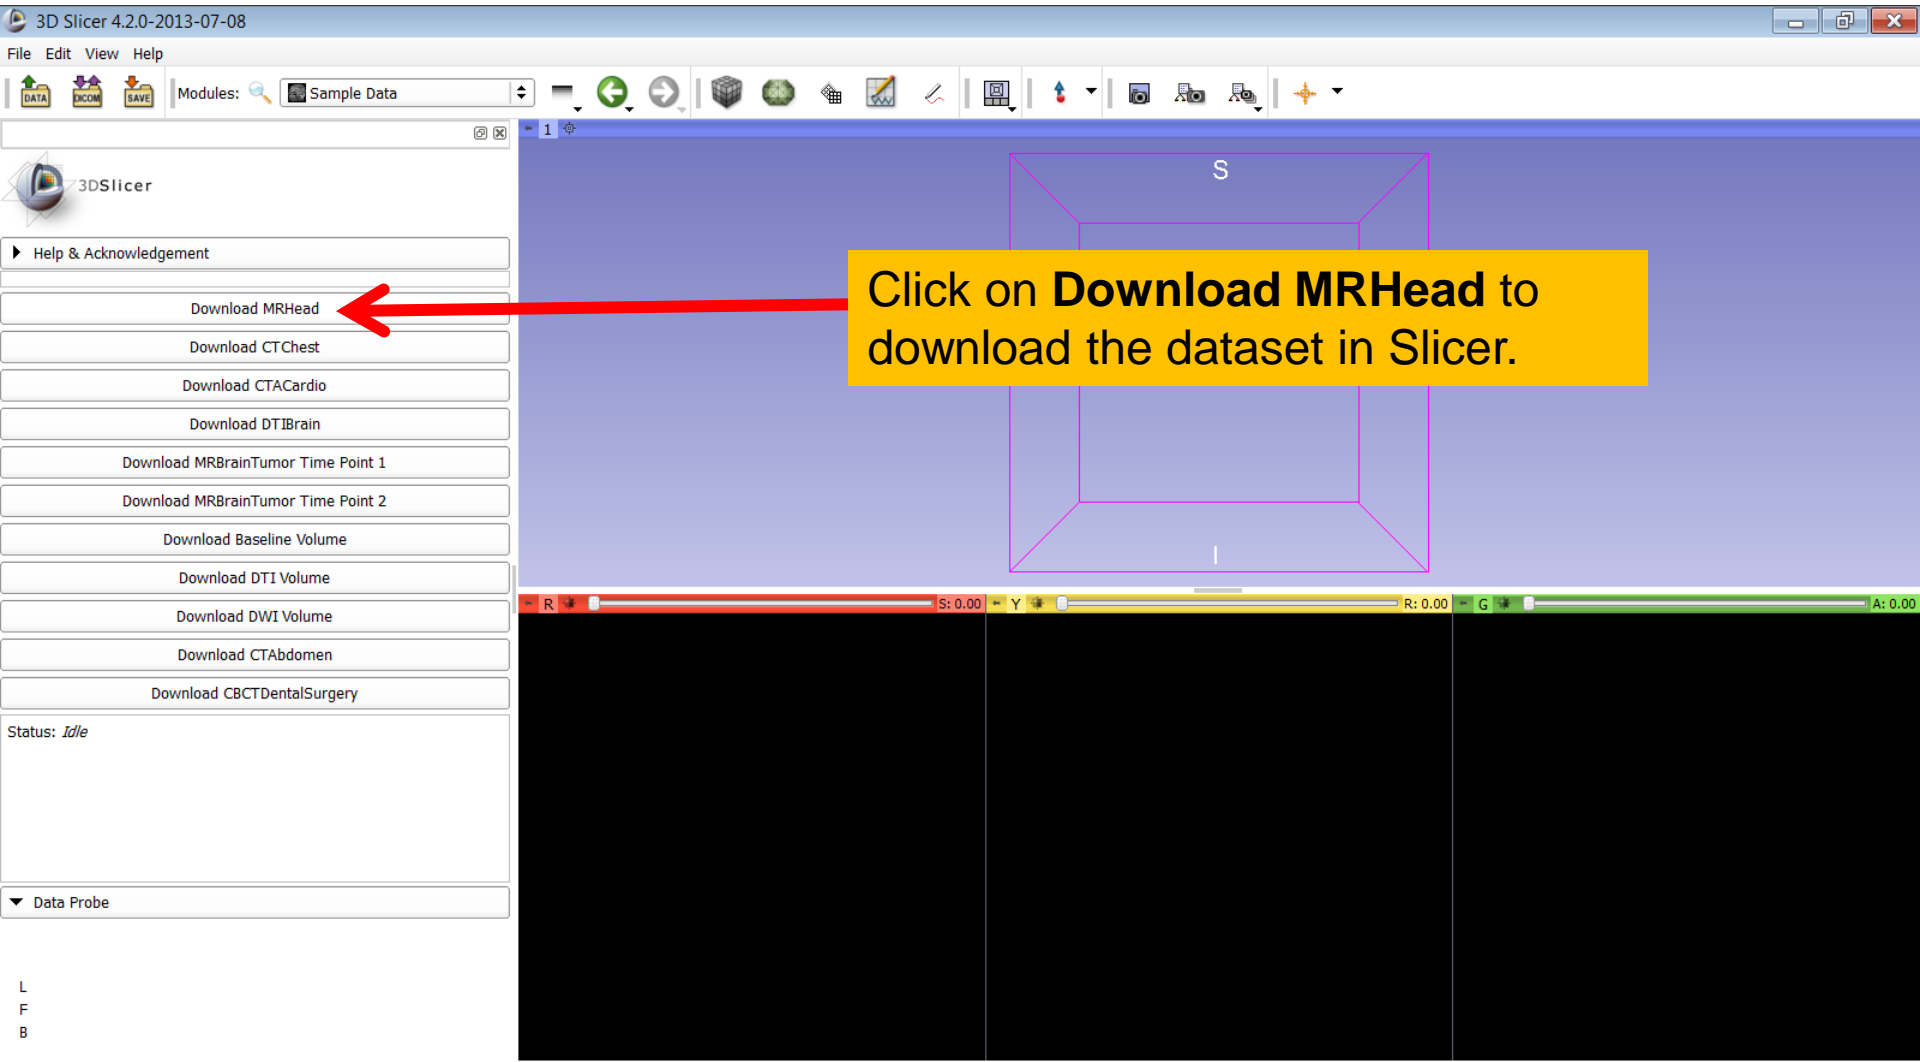 3D Slicer 4.2.0-2013-07-08
File Edit View Help
DATA DICOM SAVE Modules: Sample Data
1
3DSlicer
S
Help & Acknowledgement
Click on Download MRHead to
download the dataset in Slicer.
Download MRHead
Download CTChest
Download CTACardio
Download DTIBrain
Download MRBrainTumor Time Point 1
Download MRBrainTumor Time Point 2
Download Baseline Volume
I
Download DTI Volume
R S: 0.00 Y R: 0.00 G A: 0.00
Download DWI Volume
Download CTAbdomen
Download CBCTDentalSurgery
Status: Idle
Data Probe
L
F
B